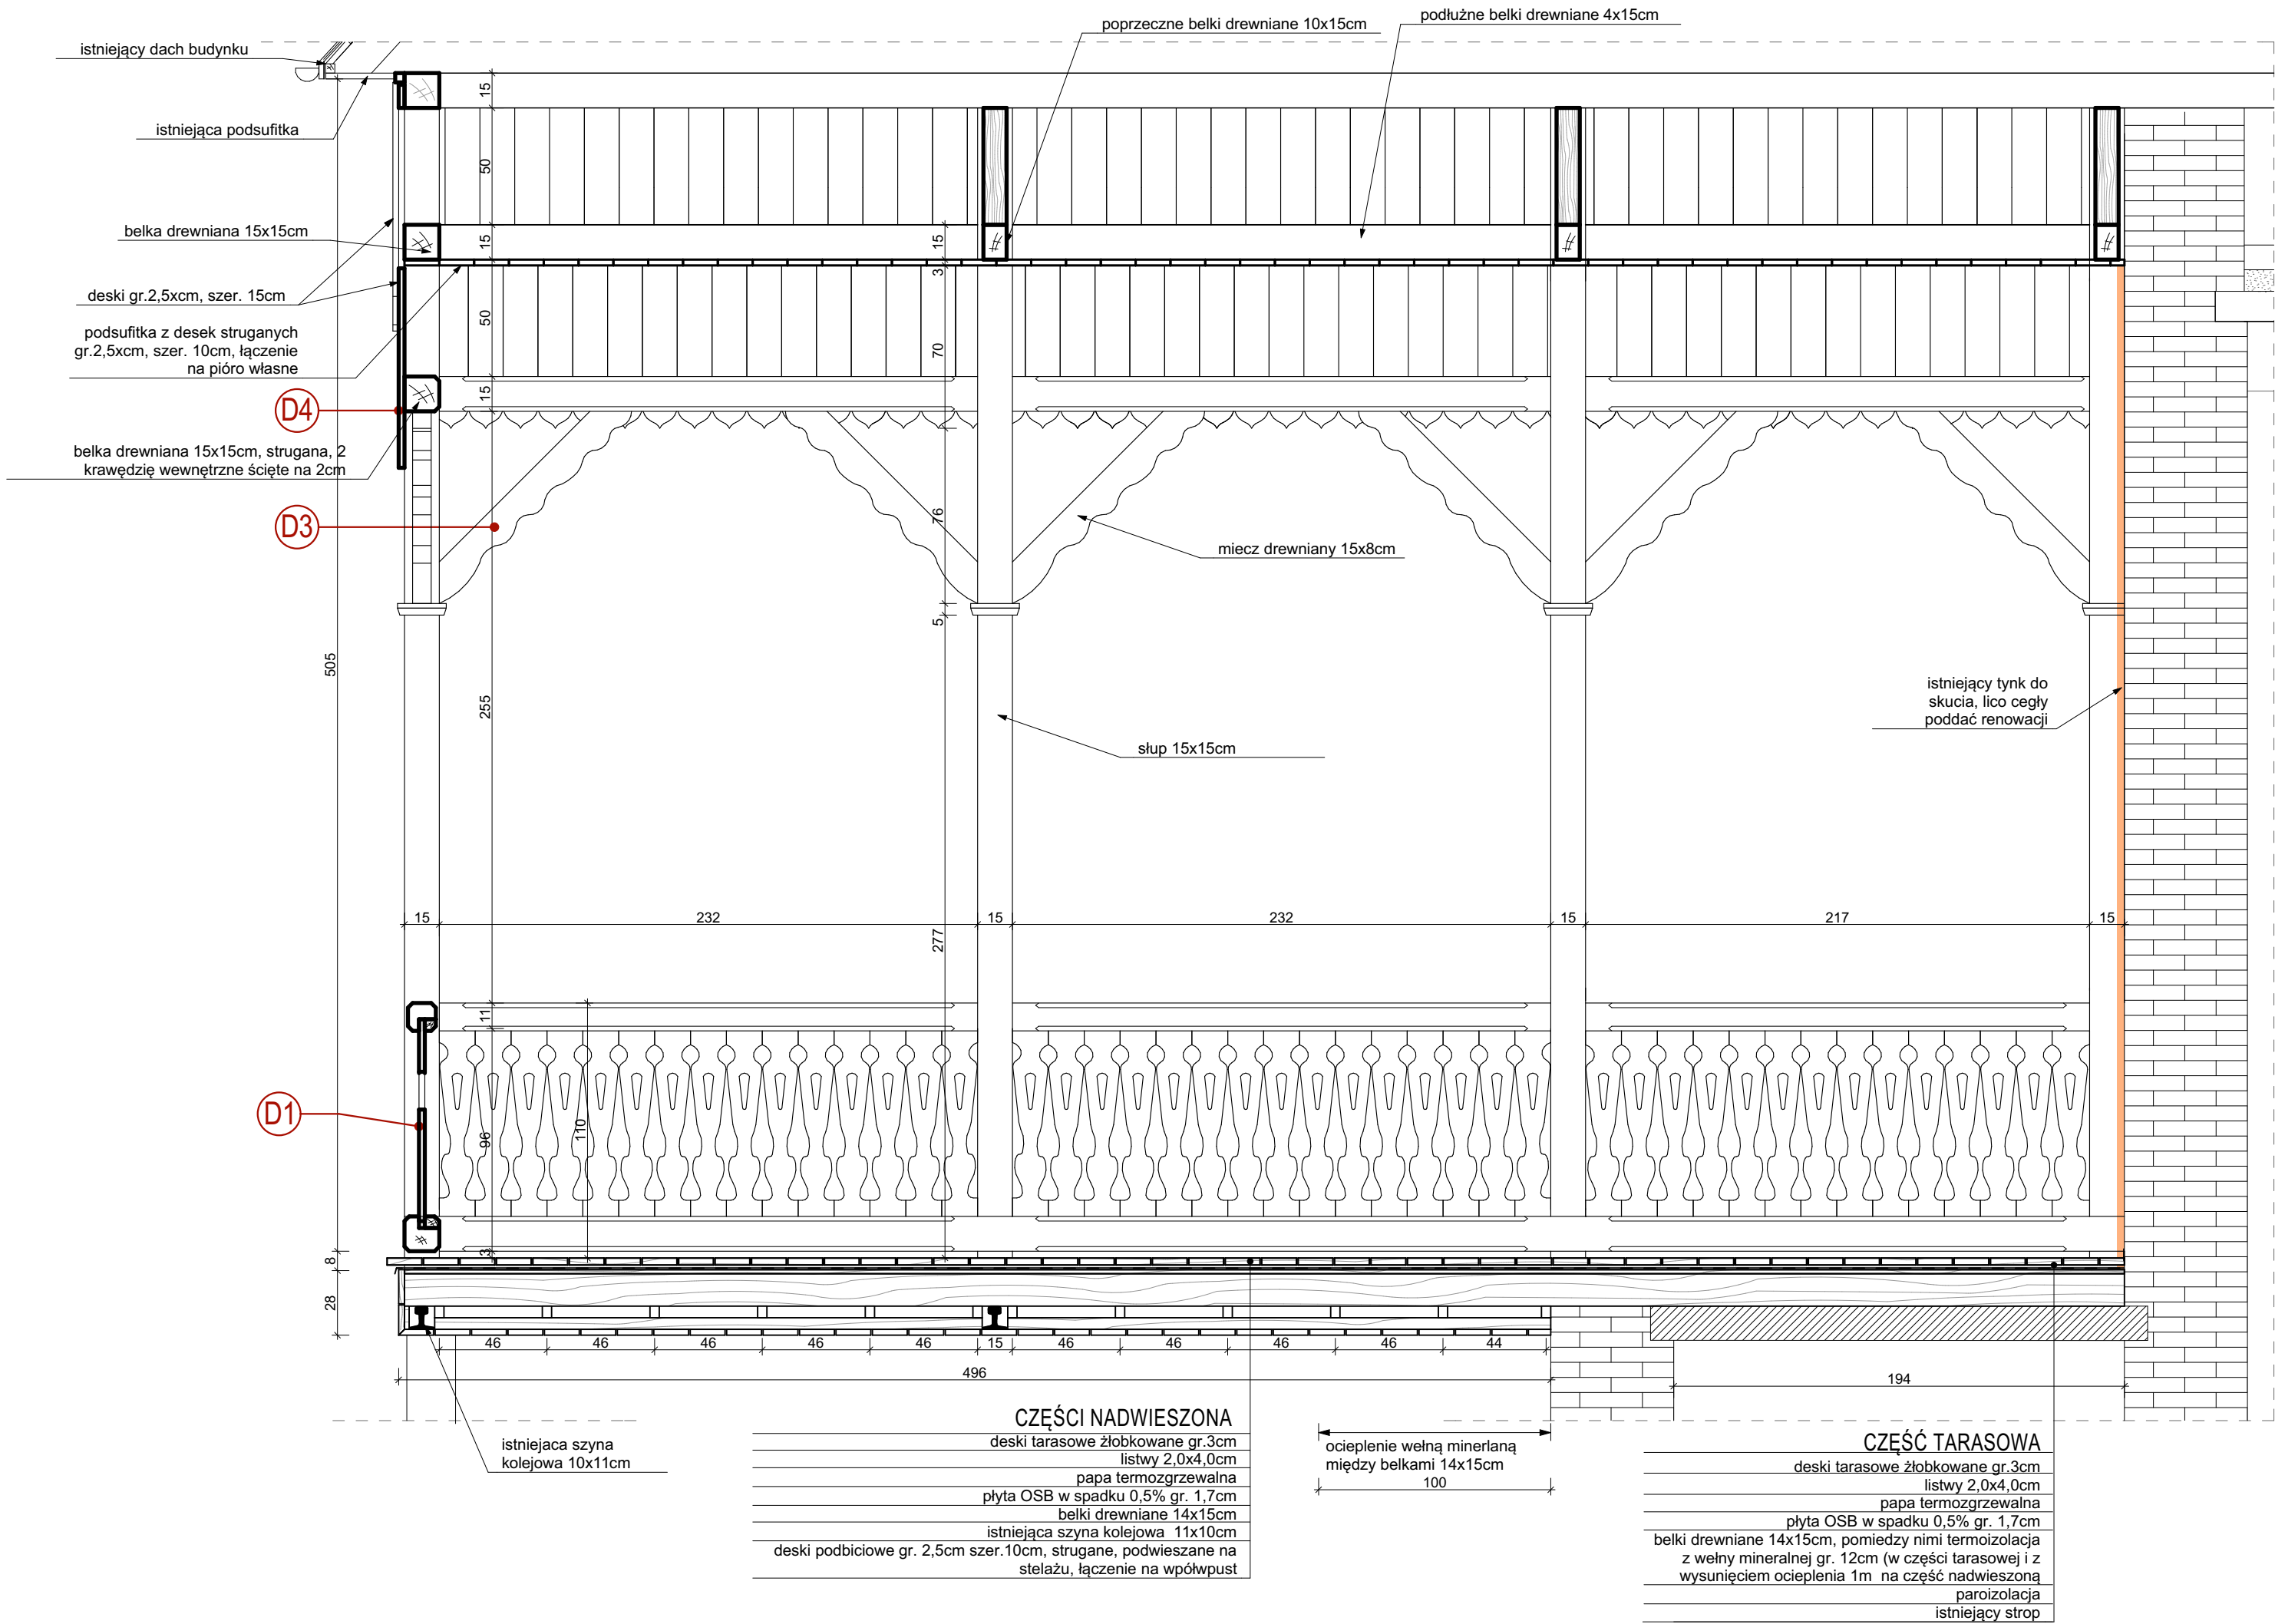 poprzeczne belki drewniane 10x15cm
podłużne belki drewniane 4x15cm
istniejący dach budynku
istniejąca podsufitka
belka drewniana 15x15cm
deski gr.2,5xcm, szer. 15cm
podsufitka z desek struganych
gr.2,5xcm, szer. 10cm, łączenie
na pióro własne
D4
belka drewniana 15x15cm, strugana, 2
krawędzię wewnętrzne ścięte na 2cm
D3
D1
15
50
15
50
15
255
11
96
3
110
15
3
70
76
5
277
505
8
28
miecz drewniany 15x8cm
słup 15x15cm
istniejący tynk do
skucia, lico cegły
poddać renowacji
15
232
15
232
15
217
15
46
46
46
46
46
15
46
46
46
46
44
496
194
istniejaca szyna
kolejowa 10x11cm
CZĘŚCI NADWIESZONA
deski tarasowe żłobkowane gr.3cm
listwy 2,0x4,0cm
papa termozgrzewalna
płyta OSB w spadku 0,5% gr. 1,7cm
belki drewniane 14x15cm
istniejąca szyna kolejowa 11x10cm
deski podbiciowe gr. 2,5cm szer.10cm, strugane, podwieszane na
stelażu, łączenie na wpółwpust
ocieplenie wełną minerlaną
między belkami 14x15cm
100
CZĘŚĆ TARASOWA
deski tarasowe żłobkowane gr.3cm
listwy 2,0x4,0cm
papa termozgrzewalna
płyta OSB w spadku 0,5% gr. 1,7cm
belki drewniane 14x15cm, pomiedzy nimi termoizolacja
z wełny mineralnej gr. 12cm (w części tarasowej i z
wysunięciem ocieplenia 1m na część nadwieszoną
paroizolacja
istniejący strop